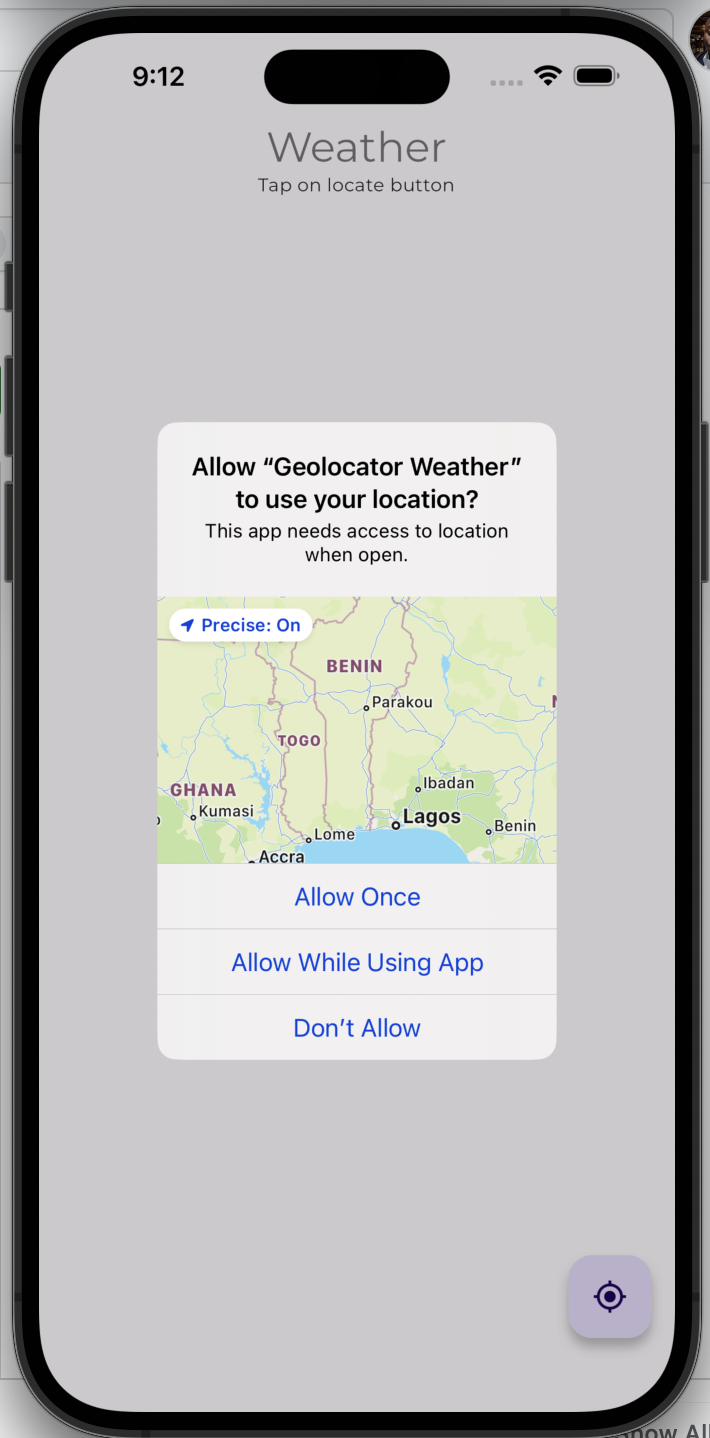 9:12
Weather
Tap on locate button
Allow “Geolocator Weather”
to use your location?
This app needs access to location
when open.
Precise: On
BENIN
Parakou
TOGO
Ibadan
GHANA
Kumasi
Lagos
Benin
Lome
Accra
Allow Once
Allow While Using App
Don’t Allow